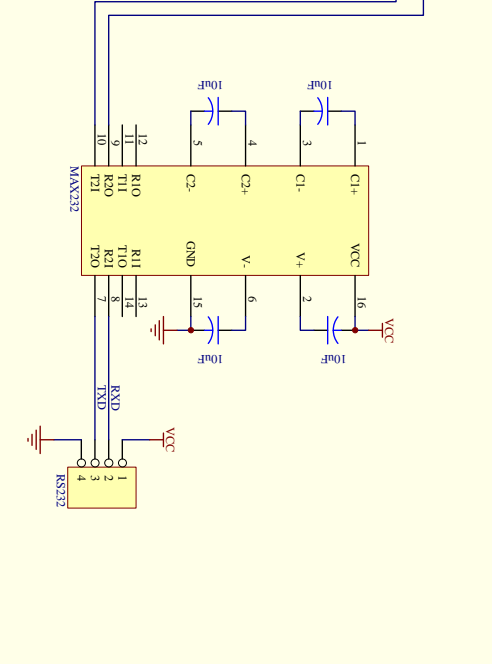 10uF
10uF
10
9
11
12
5
4
3
1
MAX232
T2I
R2O
T1I
R1O
C2-
C2+
C1-
C1+
T2O
R2I
T1O
R1I
GND
V-
V+
VCC
7
8
14
13
15
6
2
16
VCC
10uF
10uF
TXD
RXD
VCC
RS232
4
3
2
1